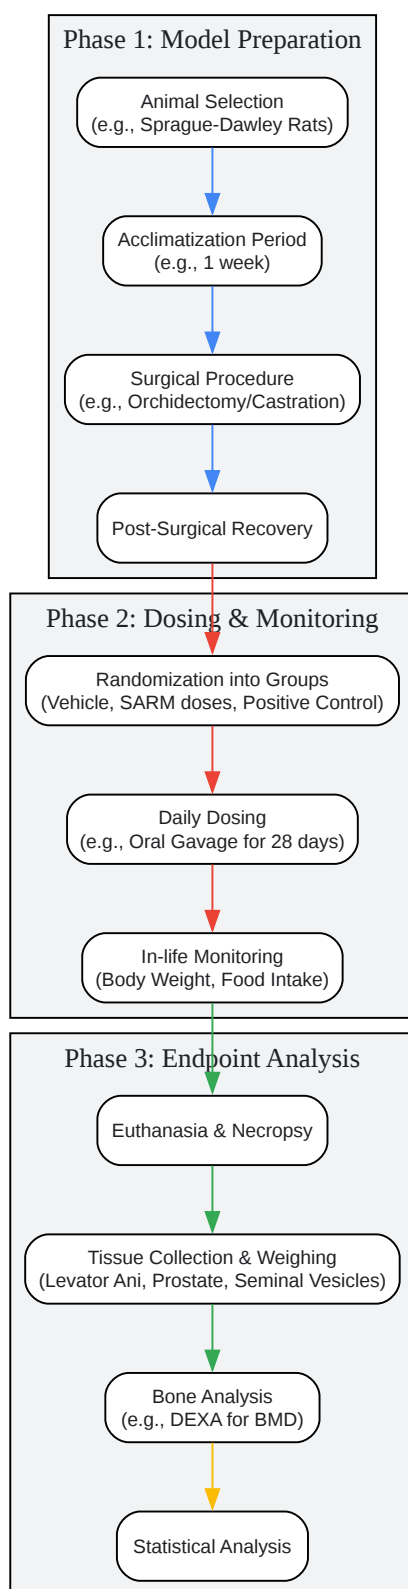 Phase 1: Model Preparation
Animal Selection
(e.g., Sprague-Dawley Rats)
Acclimatization Period
(e.g., 1 week)
Surgical Procedure
(e.g., Orchidectomy/Castration)
Post-Surgical Recovery
Phase 2: Dosing & Monitoring
Randomization into Groups
(Vehicle, SARM doses, Positive Control)
Daily Dosing
(e.g., Oral Gavage for 28 days)
In-life Monitoring
(Body Weight, Food Intake)
Phase 3: Endpoint Analysis
Euthanasia & Necropsy
Tissue Collection & Weighing
(Levator Ani, Prostate, Seminal Vesicles)
Bone Analysis
(e.g., DEXA for BMD)
Statistical Analysis